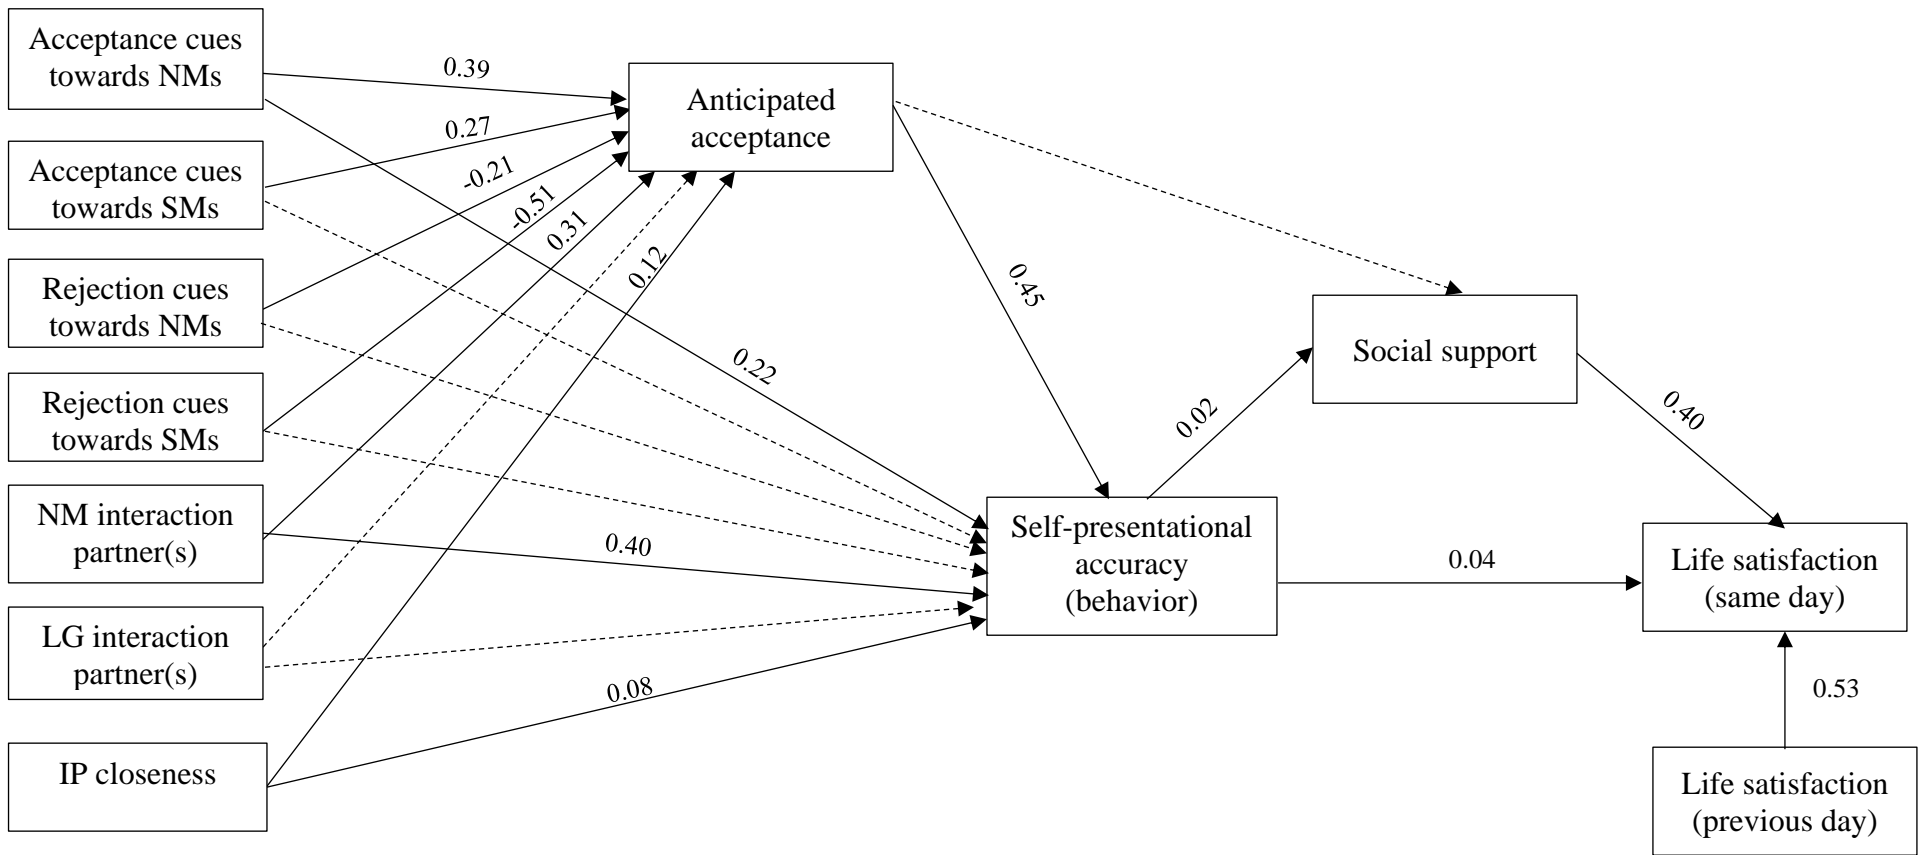 Acceptance cues
towards NMs
Acceptance cues
towards SMs
Rejection cues
towards NMs
Rejection cues
towards SMs
NM interaction
partner(s)
LG interaction
partner(s)
IP closeness
0.39
0.27
-0.21
-0.51
0.31
0.12
0.22
0.40
0.08
Anticipated
acceptance
0.45
Self-presentational
accuracy
(behavior)
0.02
Social support
0.40
0.04
Life satisfaction
(same day)
0.53
Life satisfaction
(previous day)